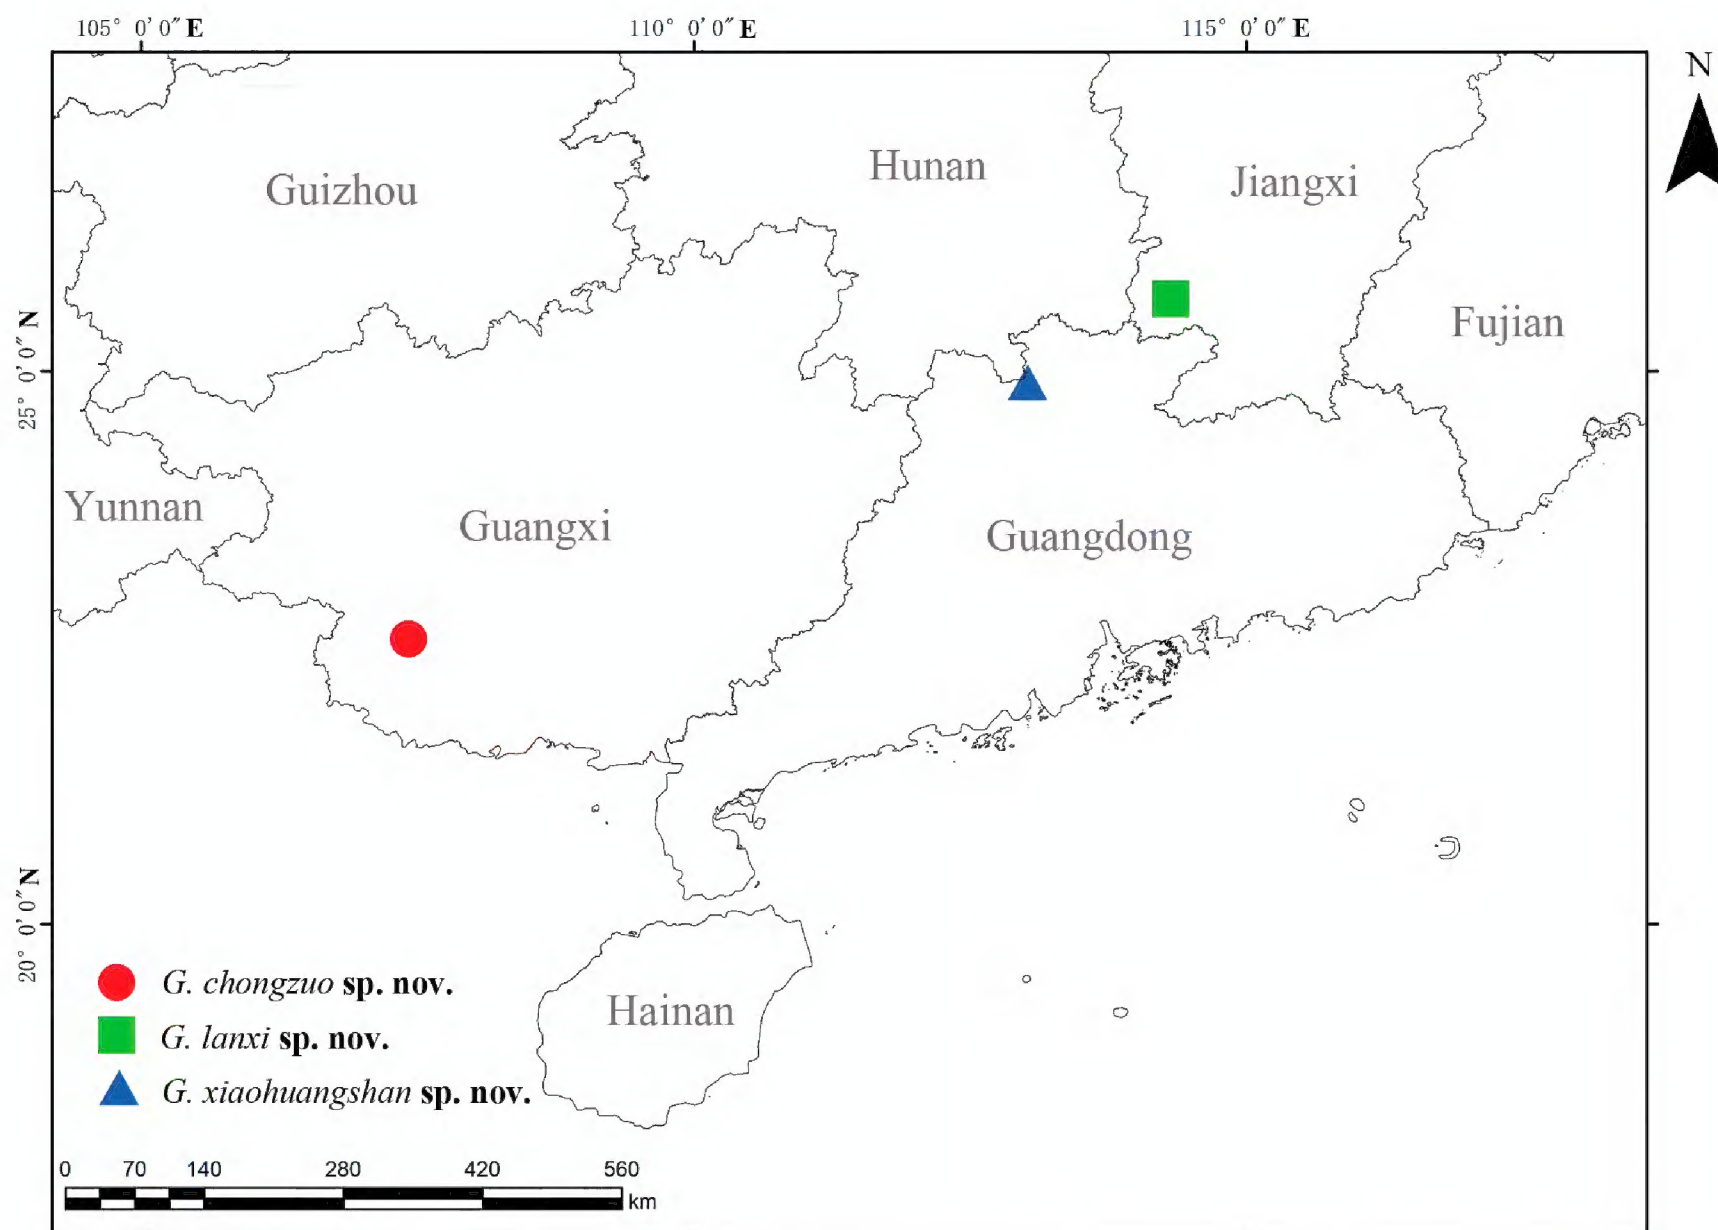 105° 0′0″E 110° 0′0″E 115° 0′0″E
N
Hunan
Jiangxi
Guizhou
Fujian
25° 0′0″N
Yunnan
Guangxi
Guangdong
20° 0′0″N
G. chongzuo sp. nov.
Hainan
G. lanxi sp. nov.
G. xiaohuangshan sp. nov.
0 70 140 280 420 560
km